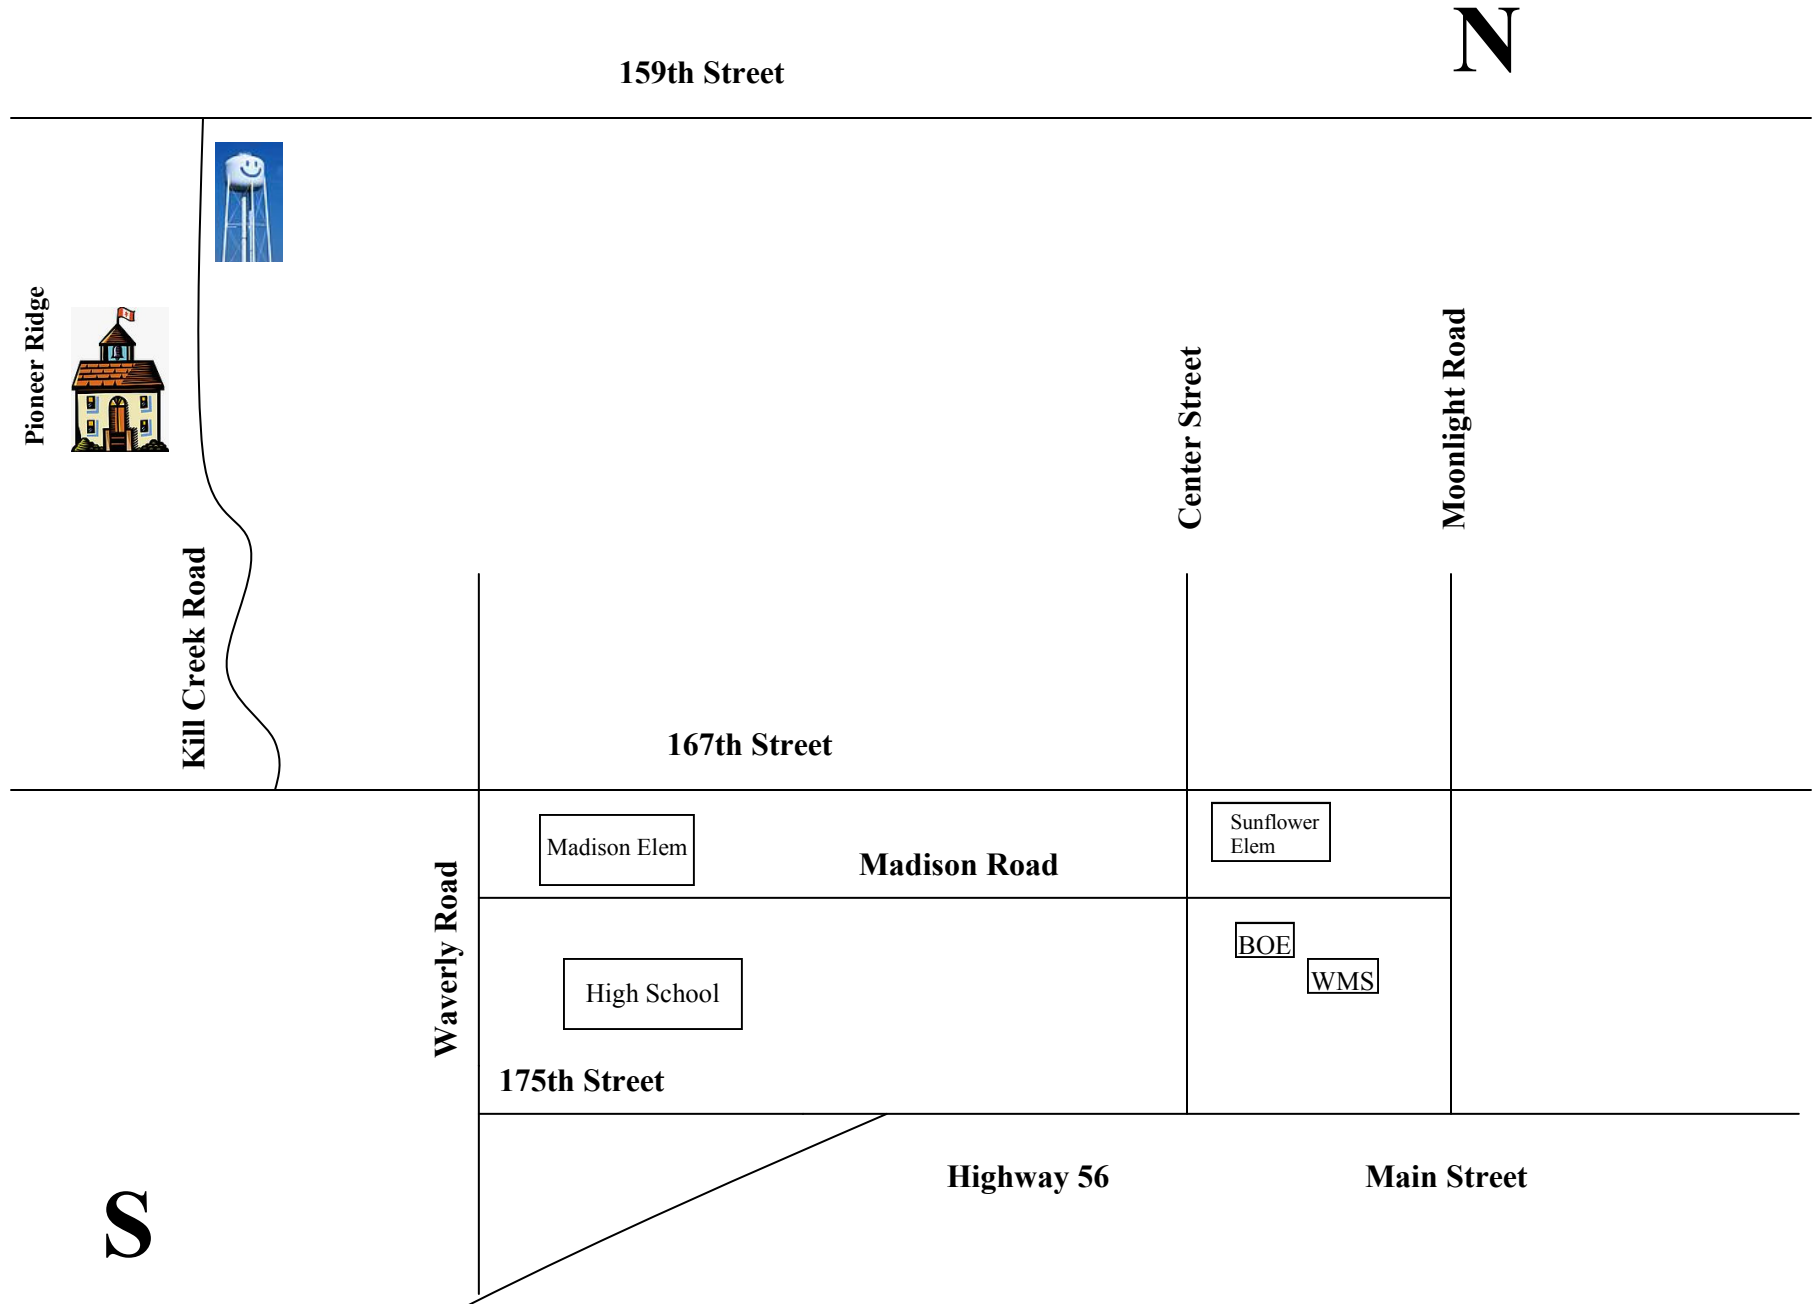 N
159th Street
Pioneer Ridge
Center Street
Moonlight Road
Kill Creek Road
167th Street
Madison Elem
Sunflower
Elem
Madison Road
Waverly Road
BOE
WMS
High School
175th Street
Highway 56
Main Street
S